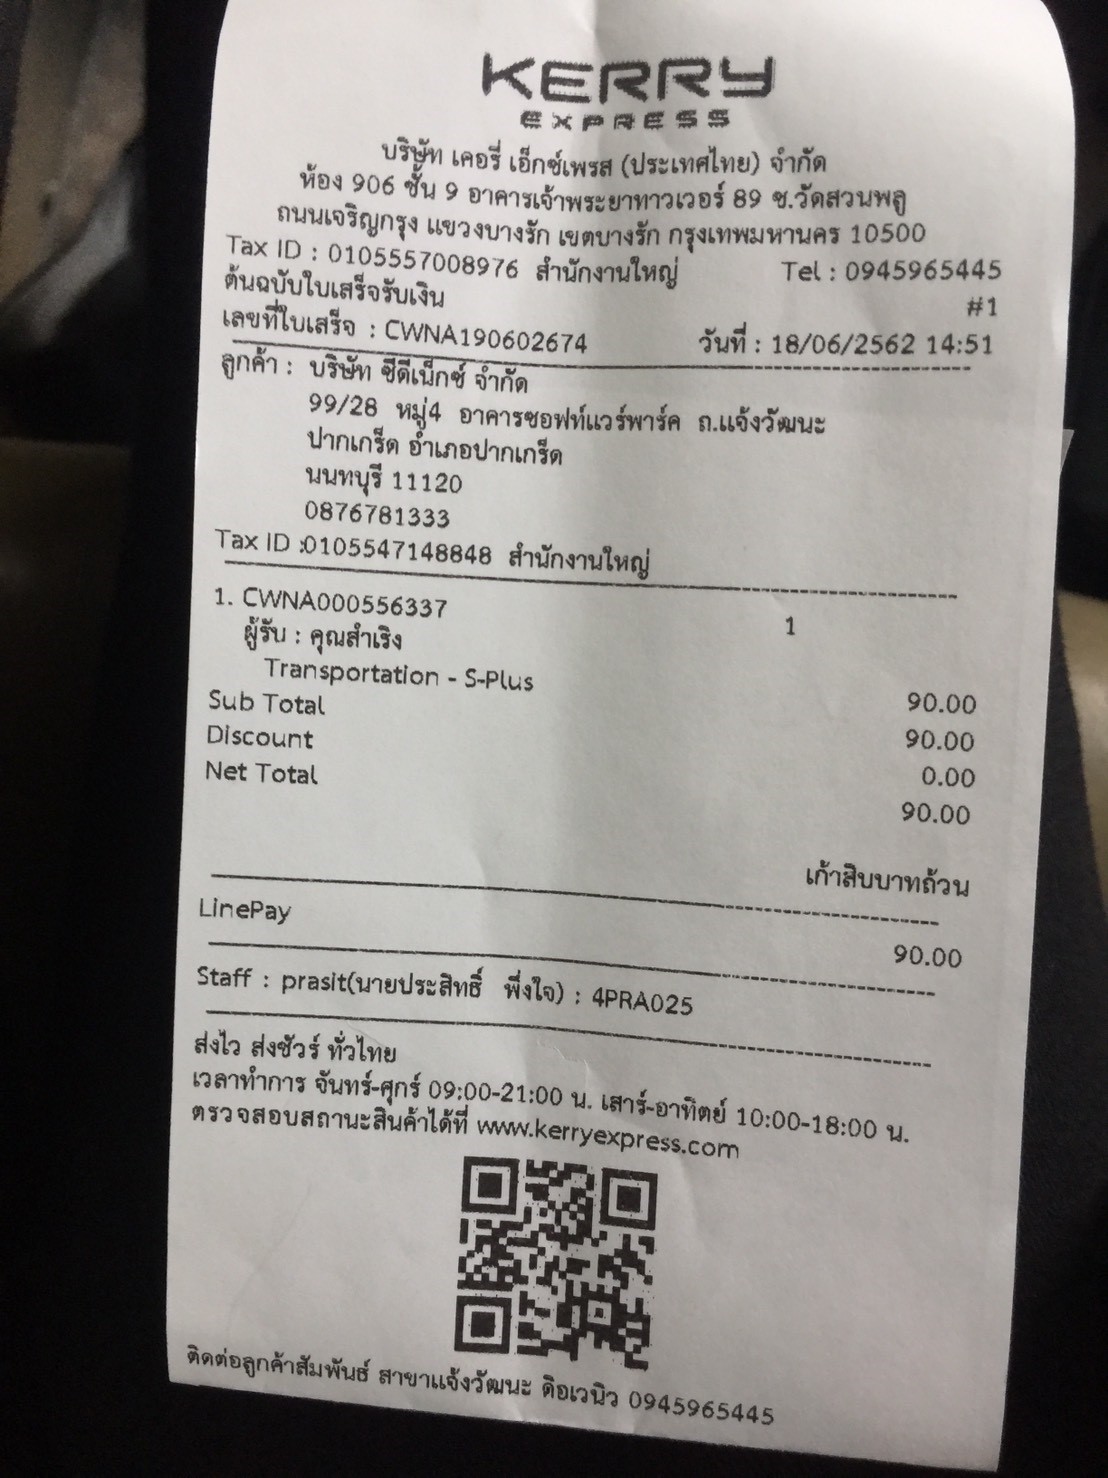 KERRY
EXPRESS
บริษัท เคอรี่ เอ็กซ์เพรส (ประเทศไทย) จำกัด
ห้อง 906 ชั้น 9 อาคารเจ้าพระยาทาวเวอร์ 89 ซ.วัดสวนพลู
ถนนเจริญกรุง แขวงบางรัก เขตบางรัก กรุงเทพมหานคร 10500
Tax ID : 0105557008976 สำนักงานใหญ่ Tel : 0945965445
ต้นฉบับใบเสร็จรับเงิน #1
เลขที่ใบเสร็จ : CWNA190602674 วันที่ : 18/06/2562 14:51
ลูกค้า : บริษัท ซีดีเน็กซ์ จำกัด
99/28 หมู่4 อาคารซอฟท์แวร์พาร์ค ถ.แจ้งวัฒนะ
ปากเกร็ด อำเภอปากเกร็ด
นนทบุรี 11120
0876781333
Tax ID :0105547148848 สำนักงานใหญ่
1. CWNA000556337 1
ผู้รับ : คุณสำเริง
Transportation - S-Plus 90.00
Sub Total 90.00
Discount 0.00
Net Total 90.00
เก้าสิบบาทถ้วน
LinePay 90.00
Staff : prasit(นายประสิทธิ์ พึ่งใจ) : 4PRA025
ส่งไว ส่งชัวร์ ทั่วไทย
เวลาทำการ จันทร์-ศุกร์ 09:00-21:00 น. เสาร์-อาทิตย์ 10:00-18:00 น.
ตรวจสอบสถานะสินค้าได้ที่ www.kerryexpress.com
ติดต่อลูกค้าสัมพันธ์ สาขาแจ้งวัฒนะ ดิอเวนิว 0945965445